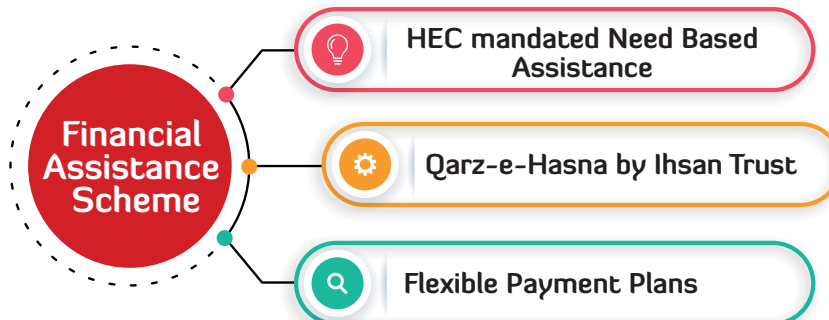 Financial
Assistance
Scheme
HEC mandated Need Based
Assistance
Qarz-e-Hasna by Ihsan Trust
Flexible Payment Plans